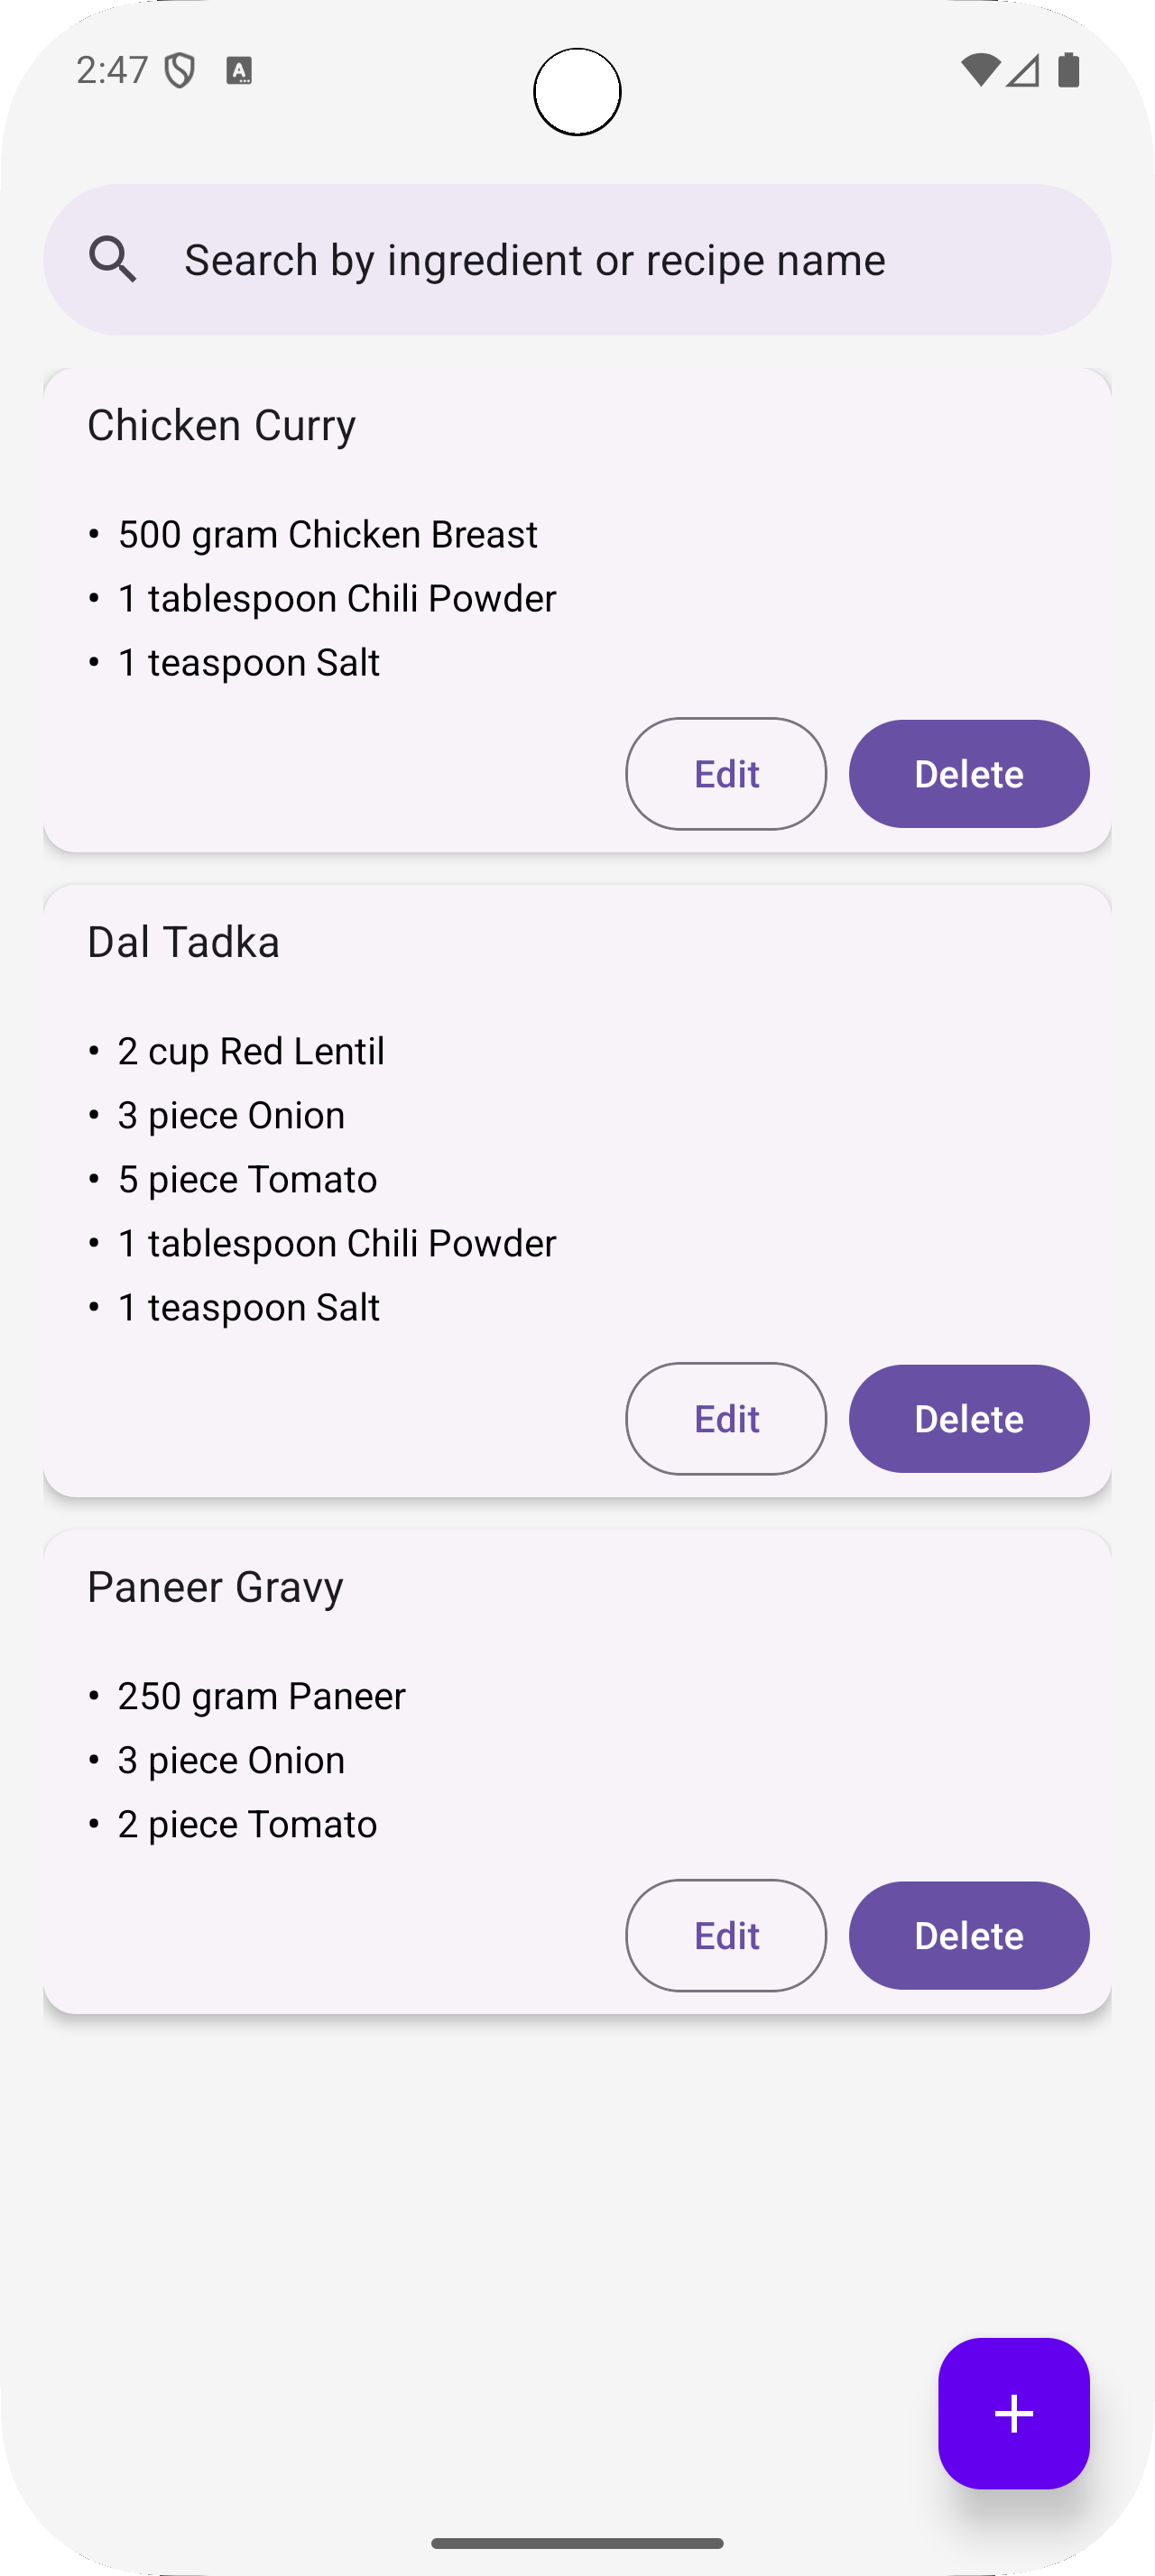 2:47
Search by ingredient or recipe name
Chicken Curry
• 500 gram Chicken Breast
• 1 tablespoon Chili Powder
• 1 teaspoon Salt
Edit Delete
Dal Tadka
• 2 cup Red Lentil
• 3 piece Onion
• 5 piece Tomato
• 1 tablespoon Chili Powder
• 1 teaspoon Salt
Edit Delete
Paneer Gravy
• 250 gram Paneer
• 3 piece Onion
• 2 piece Tomato
Edit Delete
+